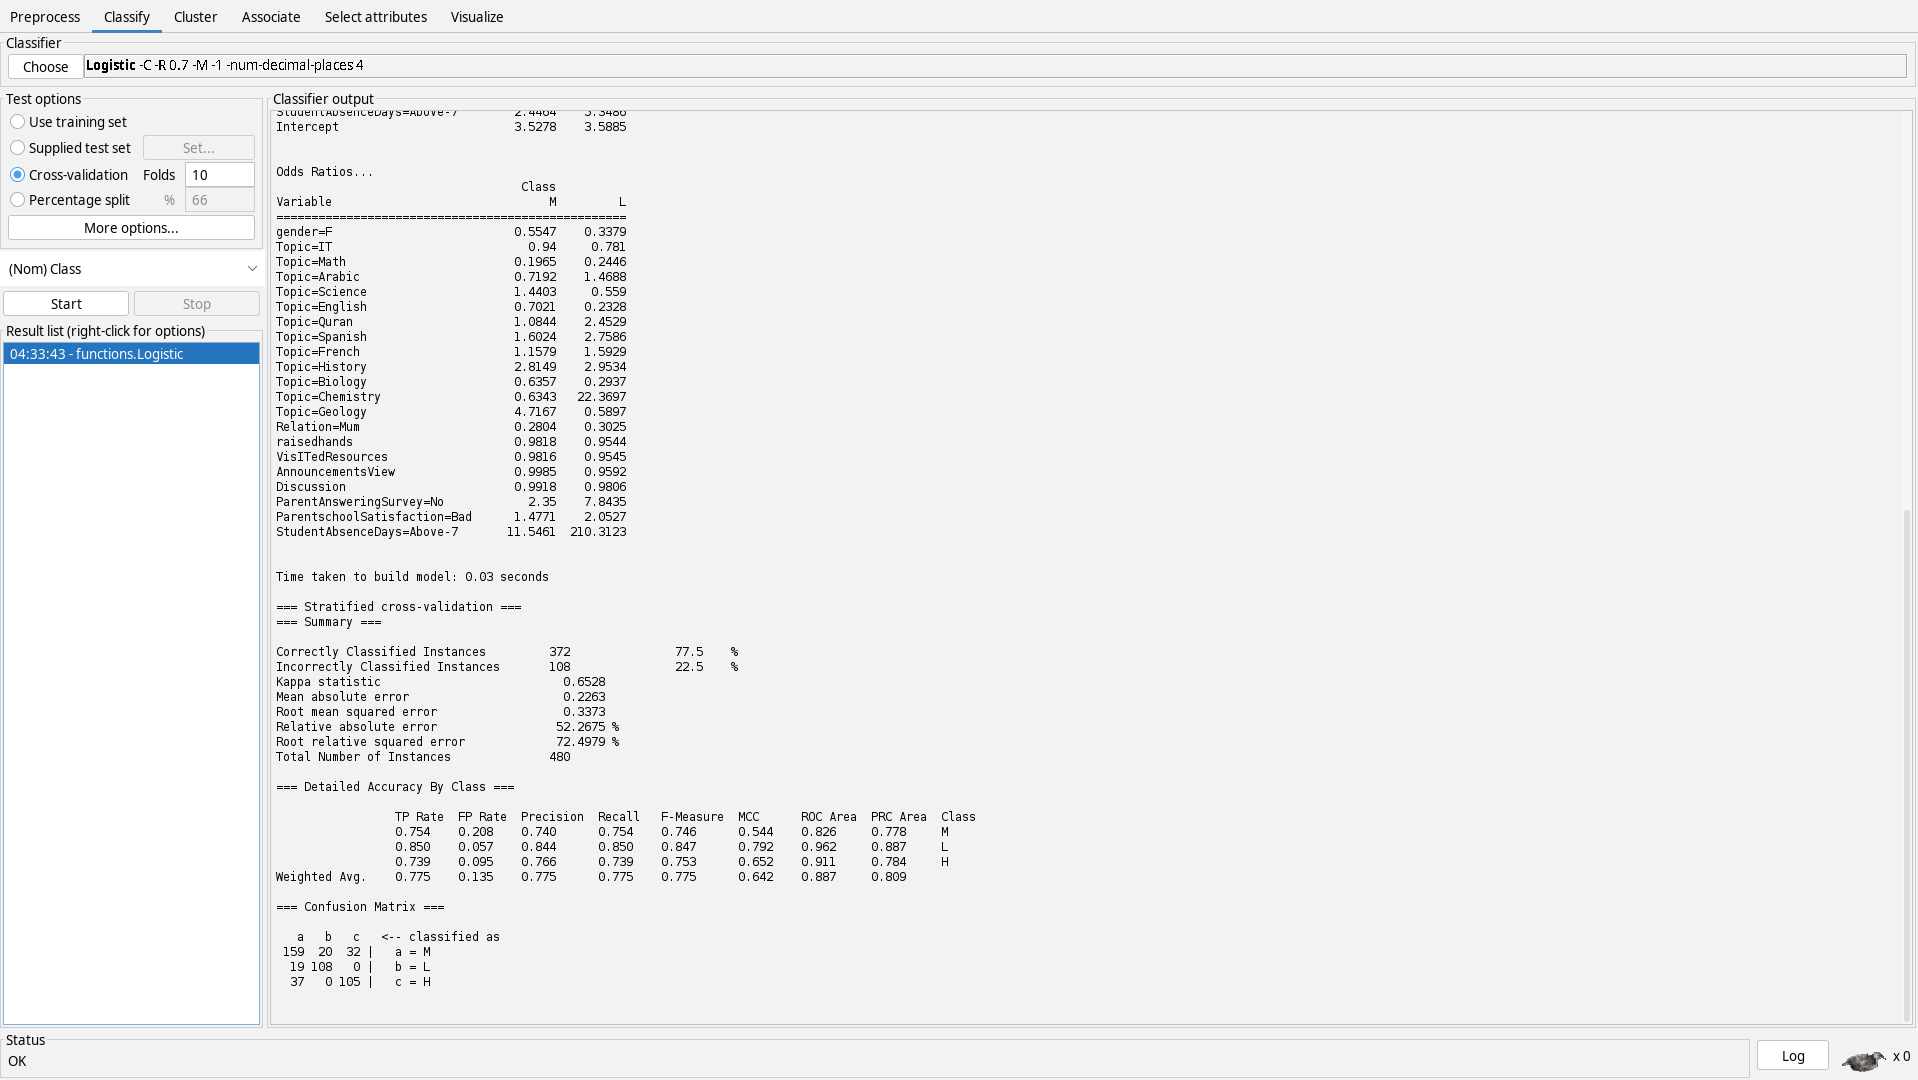 Preprocess Classify Cluster Associate Select attributes Visualize
Classifier
Choose Logistic -C -R 0.7 -M -1 -num-decimal-places 4
Test options
Use training set
Supplied test set Set...
Cross-validation Folds 10
Percentage split % 66
More options...
(Nom) Class
Start Stop
Result list (right-click for options)
04:33:43 - functions.Logistic
Classifier output
StudentAbsenceDays=Above-7 2.4464 5.3486
Intercept 3.5278 3.5885
Odds Ratios...
Class
Variable M L
==================================================
gender=F 0.5547 0.3379
Topic=IT 0.94 0.781
Topic=Math 0.1965 0.2446
Topic=Arabic 0.7192 1.4688
Topic=Science 1.4403 0.559
Topic=English 0.7021 0.2328
Topic=Quran 1.0844 2.4529
Topic=Spanish 1.6024 2.7586
Topic=French 1.1579 1.5929
Topic=History 2.8149 2.9534
Topic=Biology 0.6357 0.2937
Topic=Chemistry 0.6343 22.3697
Topic=Geology 4.7167 0.5897
Relation=Mum 0.2804 0.3025
raisedhands 0.9818 0.9544
VisITedResources 0.9816 0.9545
AnnouncementsView 0.9985 0.9592
Discussion 0.9918 0.9806
ParentAnsweringSurvey=No 2.35 7.8435
ParentschoolSatisfaction=Bad 1.4771 2.0527
StudentAbsenceDays=Above-7 11.5461 210.3123
Time taken to build model: 0.03 seconds
=== Stratified cross-validation ===
=== Summary ===
Correctly Classified Instances 372 77.5 %
Incorrectly Classified Instances 108 22.5 %
Kappa statistic 0.6528
Mean absolute error 0.2263
Root mean squared error 0.3373
Relative absolute error 52.2675 %
Root relative squared error 72.4979 %
Total Number of Instances 480
=== Detailed Accuracy By Class ===
TP Rate FP Rate Precision Recall F-Measure MCC ROC Area PRC Area Class
0.754 0.208 0.740 0.754 0.746 0.544 0.826 0.778 M
0.850 0.057 0.844 0.850 0.847 0.792 0.962 0.887 L
0.739 0.095 0.766 0.739 0.753 0.652 0.911 0.784 H
Weighted Avg. 0.775 0.135 0.775 0.775 0.775 0.642 0.887 0.809
=== Confusion Matrix ===
a b c <-- classified as
159 20 32 | a = M
19 108 0 | b = L
37 0 105 | c = H
Status
OK
Log x 0